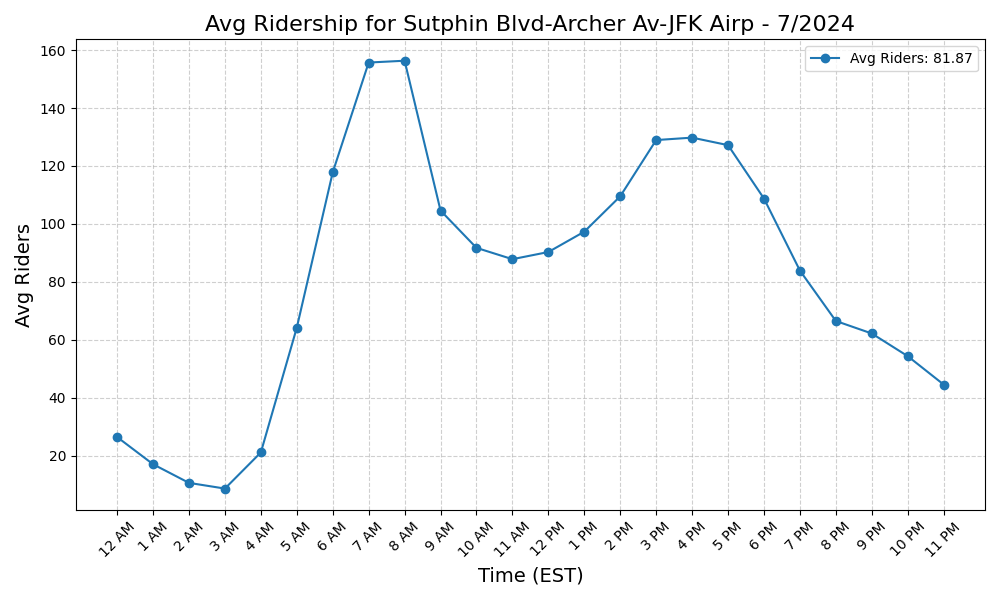 Avg Ridership for Sutphin Blvd-Archer Av-JFK Airp - 7/2024
Avg Riders: 81.87
Avg Riders
160
140
120
100
80
60
40
20
12 AM
1 AM
2 AM
3 AM
4 AM
5 AM
6 AM
7 AM
8 AM
9 AM
10 AM
11 AM
12 PM
1 PM
2 PM
3 PM
4 PM
5 PM
6 PM
7 PM
8 PM
9 PM
10 PM
11 PM
Time (EST)